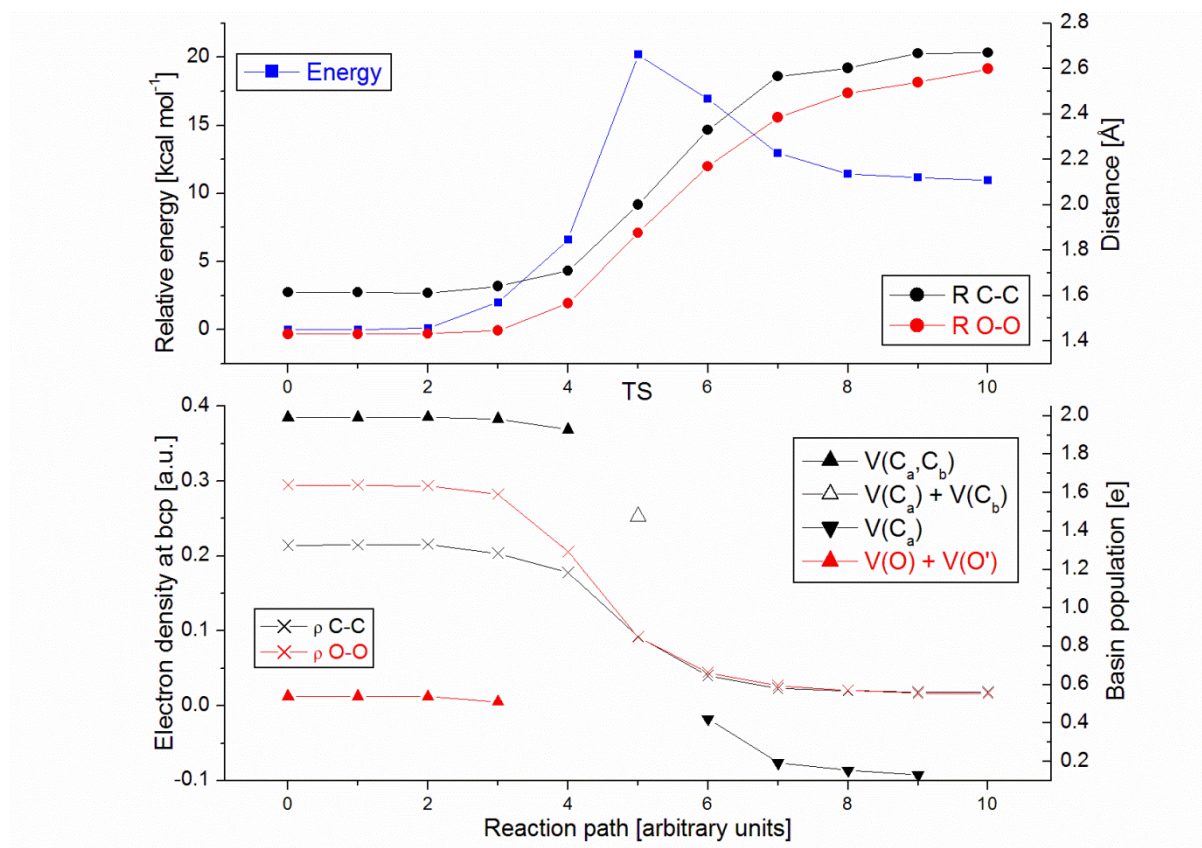 Relative energy [kcal mol⁻¹]
20
15
10
5
0
Energy
2.8
2.6
2.4
2.2
2.0
1.8
1.6
1.4
Distance [Å]
R C-C
R O-O
0 2 4 TS 6 8 10
Electron density at bcp [a.u.]
0.4
0.3
0.2
0.1
0.0
-0.1
V(Cₐ,C_b)
V(Cₐ) + V(C_b)
V(Cₐ)
V(O) + V(O')
ρ C-C
ρ O-O
2.0
1.8
1.6
1.4
1.2
1.0
0.8
0.6
0.4
0.2
Basin population [e]
0 2 4 6 8 10
Reaction path [arbitrary units]